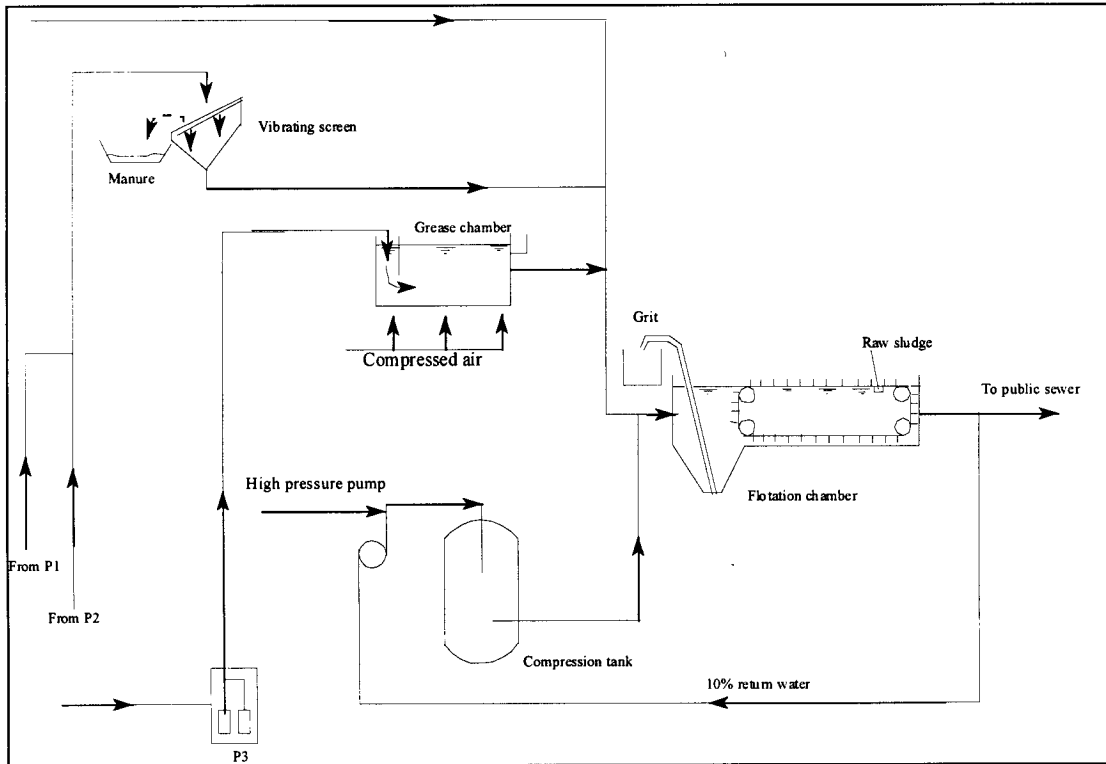 Vibrating screen
Manure
Grease chamber
Compressed air
Grit
Raw sludge
To public sewer
High pressure pump
Flotation chamber
From P1
From P2
Compression tank
10% return water
P3